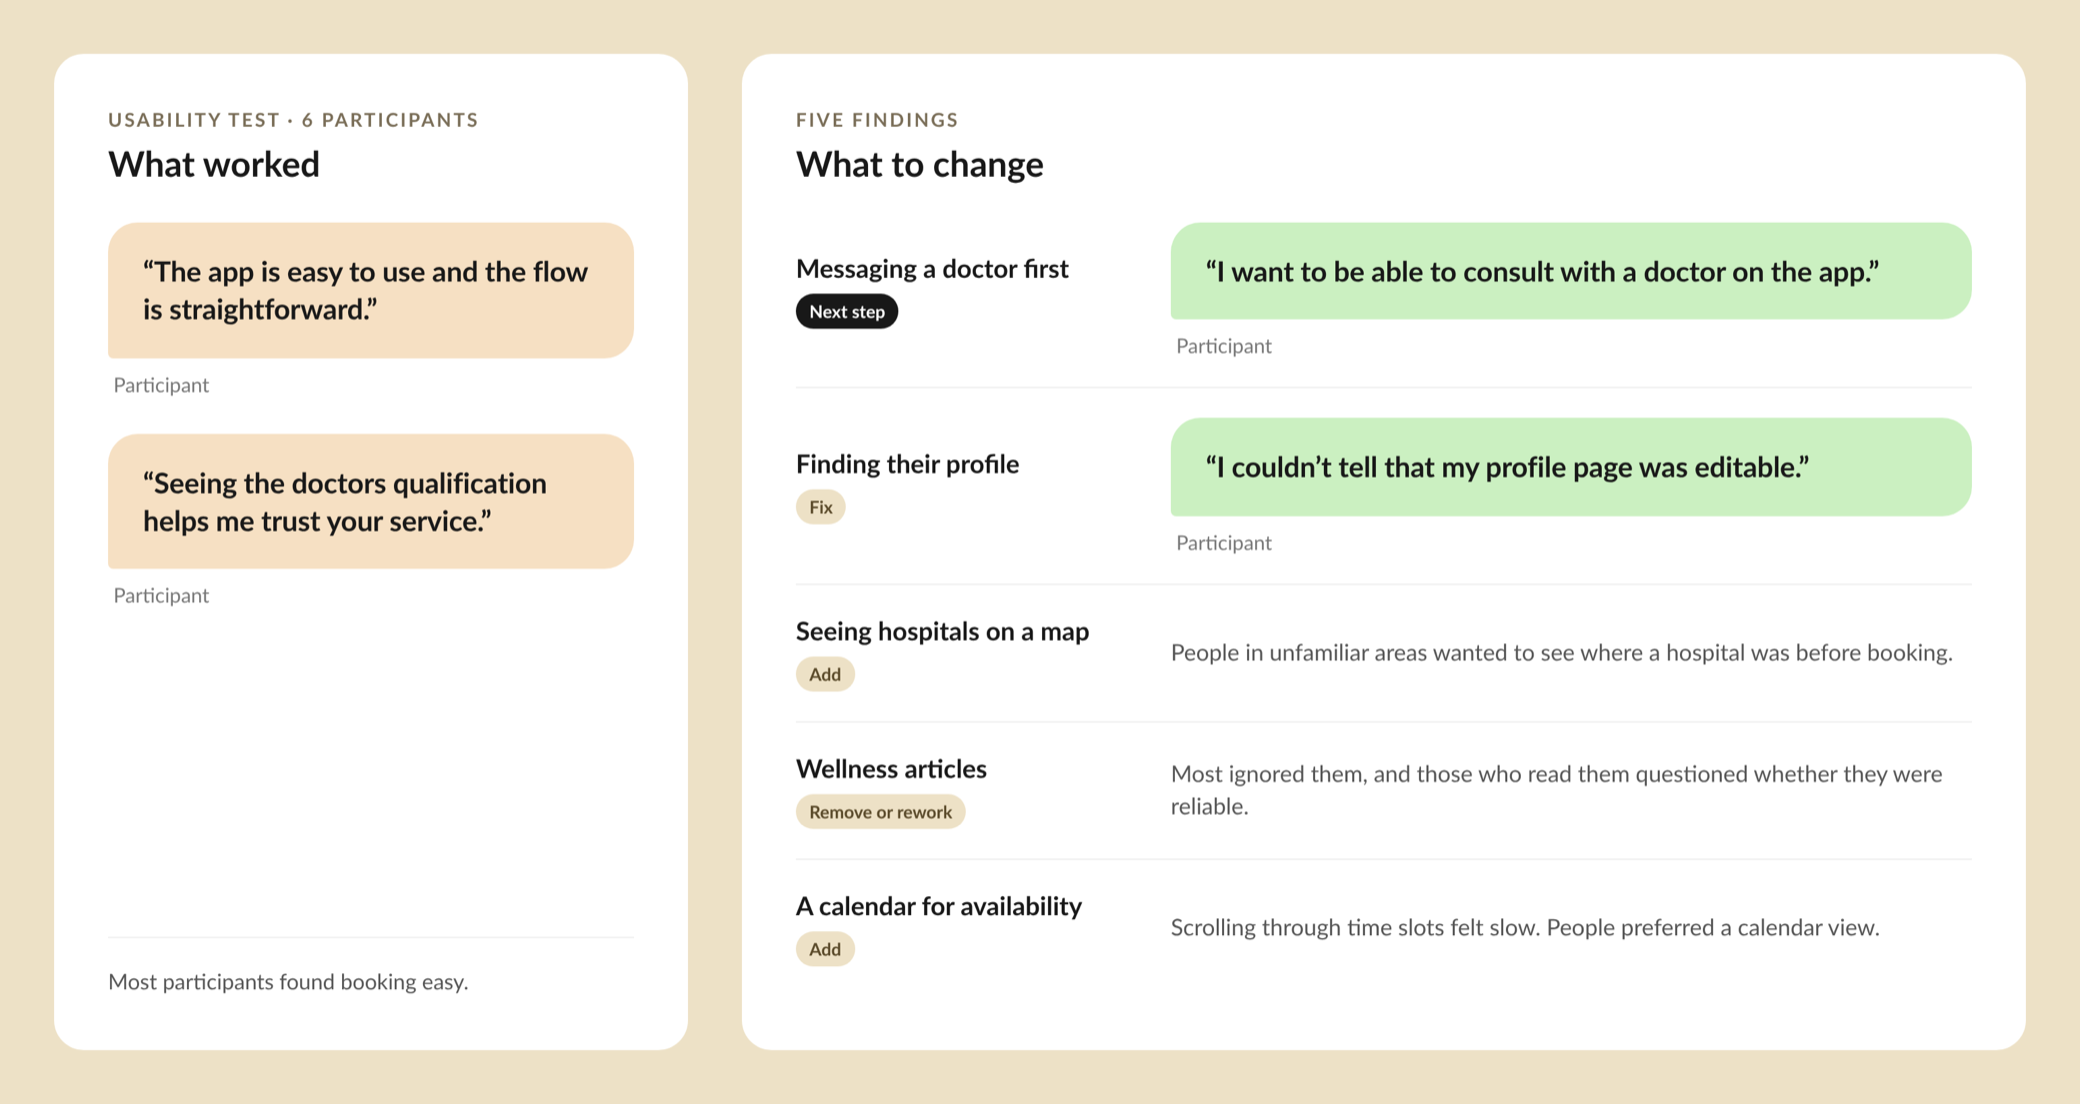 USABILITY TEST · 6 PARTICIPANTS
What worked
“The app is easy to use and the flow
is straightforward.”
Participant
“Seeing the doctors qualification
helps me trust your service.”
Participant
Most participants found booking easy.
FIVE FINDINGS
What to change
Messaging a doctor first
Next step
“I want to be able to consult with a doctor on the app.”
Participant
Finding their profile
Fix
“I couldn’t tell that my profile page was editable.”
Participant
Seeing hospitals on a map
Add
People in unfamiliar areas wanted to see where a hospital was before booking.
Wellness articles
Remove or rework
Most ignored them, and those who read them questioned whether they were
reliable.
A calendar for availability
Add
Scrolling through time slots felt slow. People preferred a calendar view.